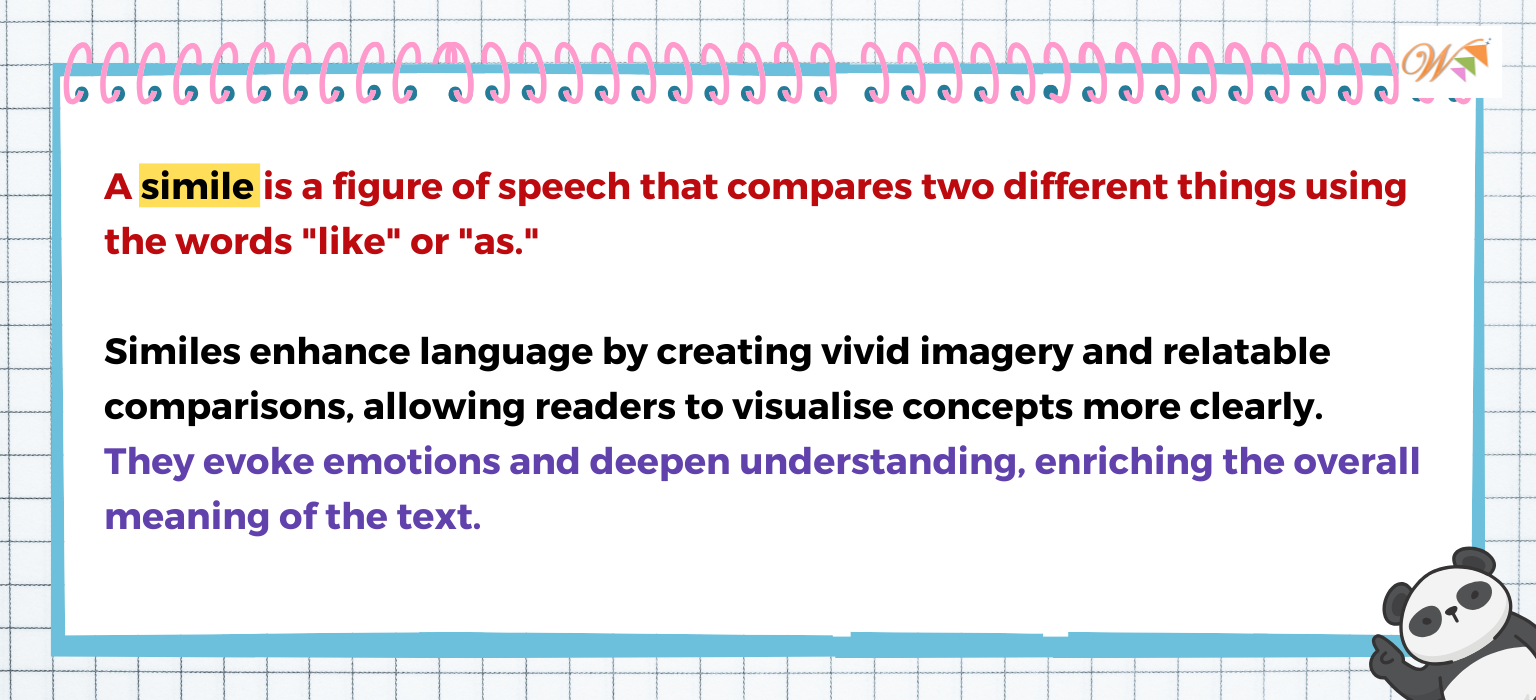 W
A simile is a figure of speech that compares two different things using
the words "like" or "as."
Similes enhance language by creating vivid imagery and relatable
comparisons, allowing readers to visualise concepts more clearly.
They evoke emotions and deepen understanding, enriching the overall
meaning of the text.